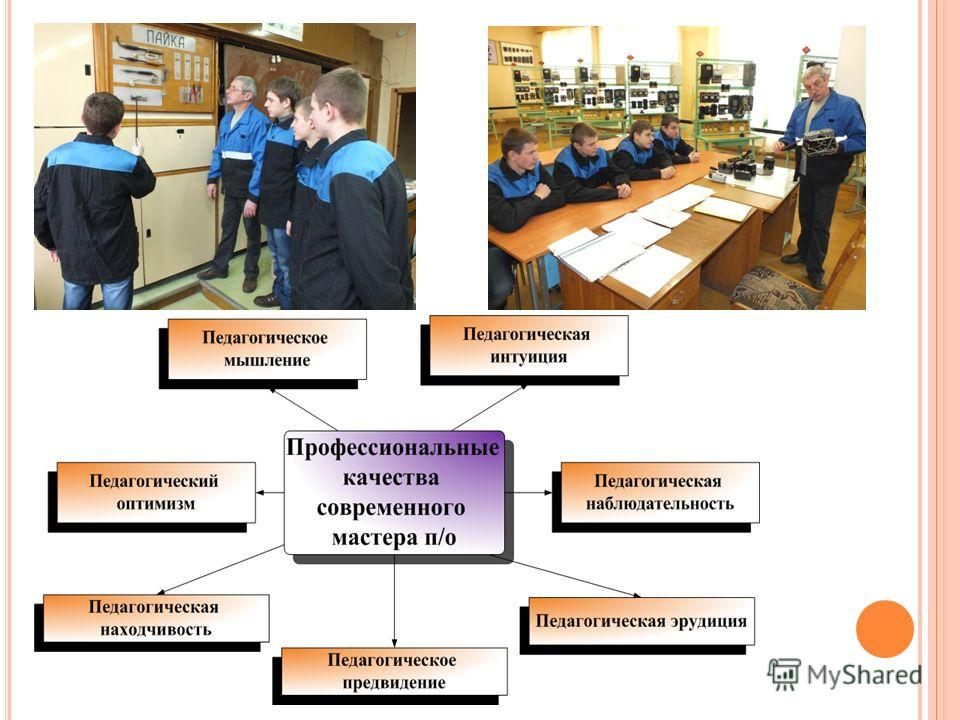 ПАЙКА
Педагогическое
мышление
Педагогическая
интуиция
Профессиональные
качества
современного
мастера п/о
Педагогический
оптимизм
Педагогическая
наблюдательность
Педагогическая
находчивость
Педагогическая эрудиция
Педагогическое
предвидение
MyShared